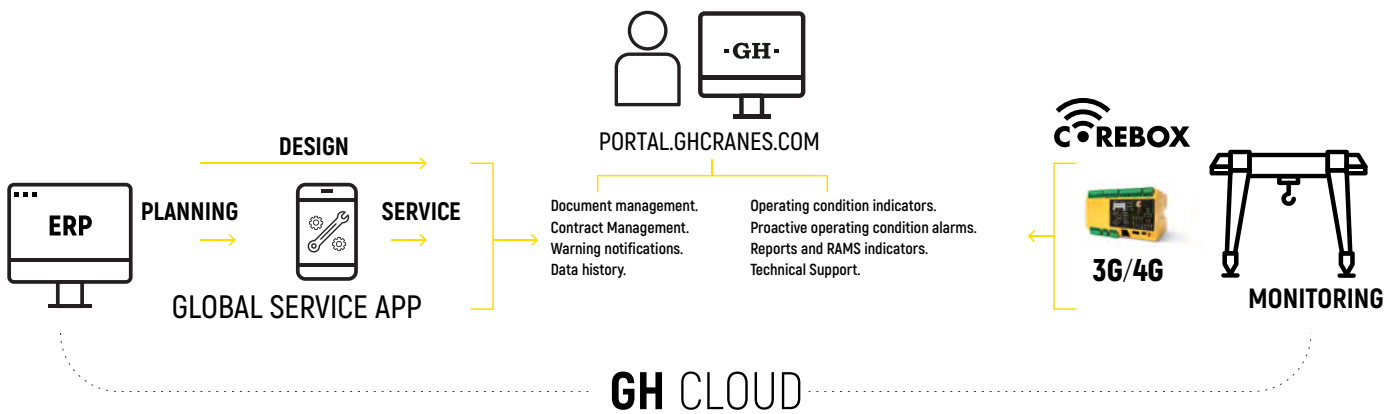 ·GH·
PORTAL.GHCRANES.COM
DESIGN
ERP
PLANNING
SERVICE
GLOBAL SERVICE APP
Document management.
Contract Management.
Warning notifications.
Data history.
Operating condition indicators.
Proactive operating condition alarms.
Reports and RAMS indicators.
Technical Support.
COREBOX
3G/4G
MONITORING
GH CLOUD